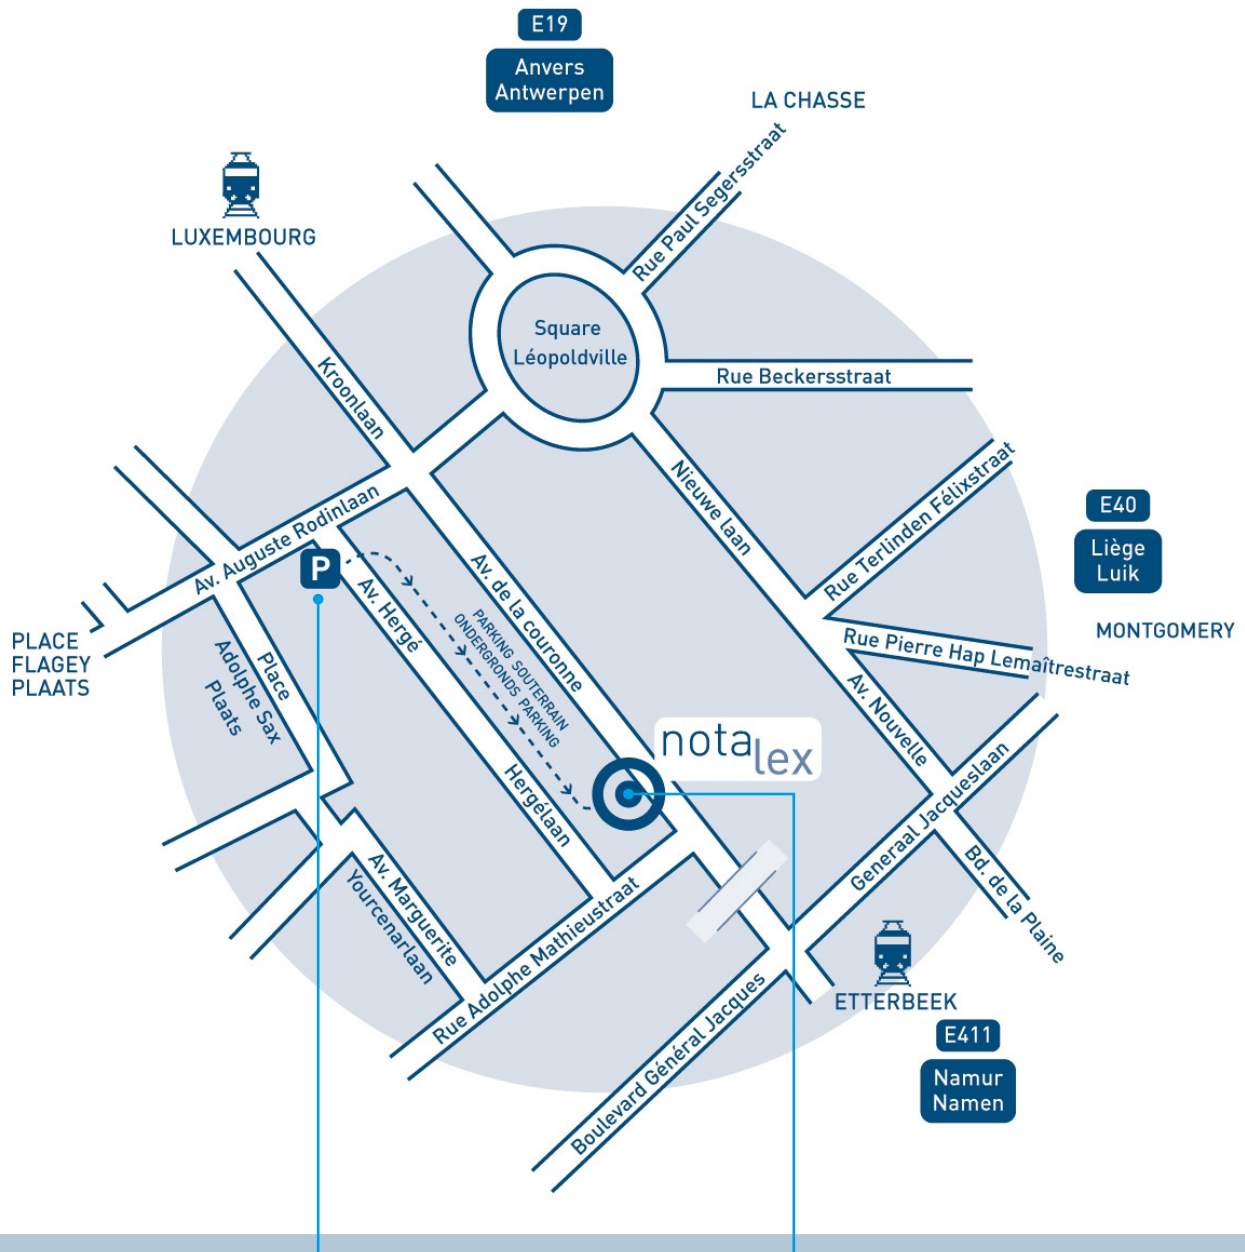 E19
Anvers
Antwerpen
LA CHASSE
Rue Paul Segersstraat
LUXEMBOURG
Square
Léopoldville
Rue Beckersstraat
Kroonlaan
Nieuwe laan
Rue Terlinden Félixstraat
E40
Liège
Luik
Av. Auguste Rodinlaan
P
Av. Hergé
Av. de la couronne
PARKING SOUTERRAIN
ONDERGRONDS PARKING
PLACE
FLAGEY
PLAATS
MONTGOMERY
Rue Pierre Hap Lemaîtrestraat
Place
Adolphe Sax
Plaats
Av. Nouvelle
nota
lex
Hergélaan
Generaal Jacqueslaan
Av. Marguerite
Yourcenarlaan
Bd. de la Plaine
Rue Adolphe Mathieustraat
ETTERBEEK
Boulevard Général Jacques
E411
Namur
Namen